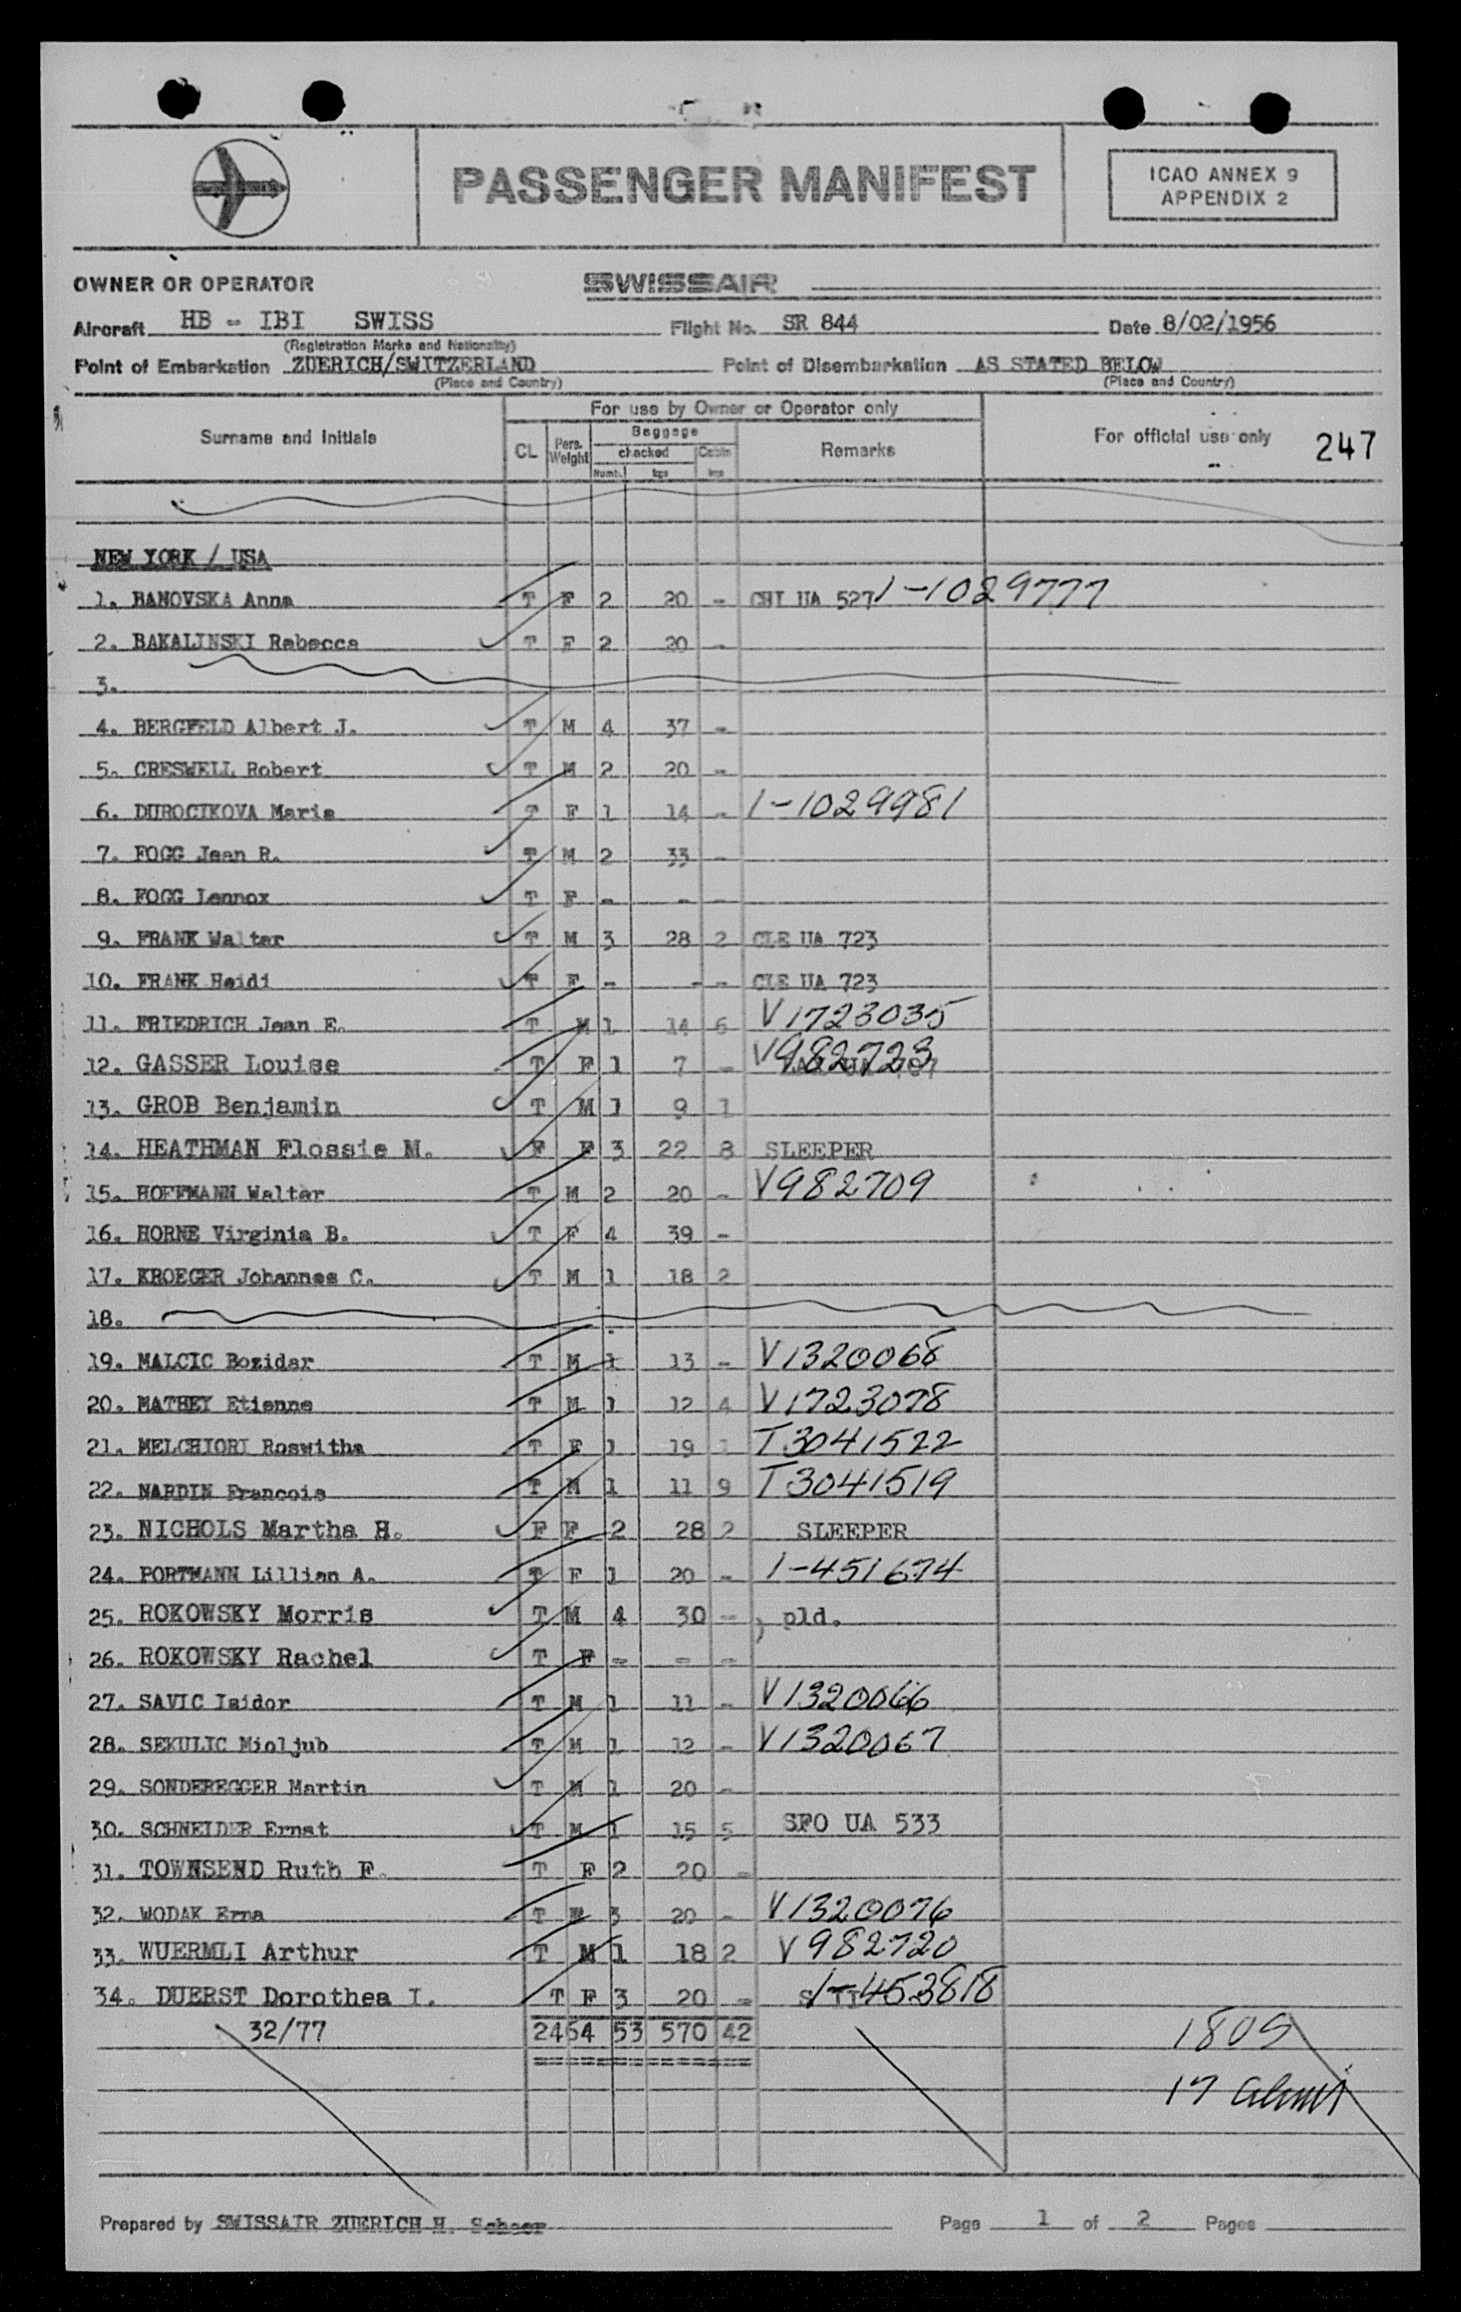 PASSENGER MANIFEST
ICAO ANNEX 9
APPENDIX 2
OWNER OR OPERATOR SWISSAIR
Aircraft HB - IBI SWISS Flight No. SR 844 Date 8/02/1956
(Registration Marks and Nationality)
Point of Embarkation ZUERICH/SWITZERLAND Point of Disembarkation AS STATED BELOW
(Place and Country) (Place and Country)
For use by Owner or Operator only
Surname and Initials CL Pers. Weight Baggage checked Cabin Numb. kgs kgs Remarks For official use only 247
NEW YORK / USA
1. BANOVSKA Anna T F 2 20 - CHI UA 527 1-1029777
2. BAKALINSKI Rebecca T F 2 20 -
3.
4. BERGFELD Albert J. T M 4 37 -
5. CRESWELL Robert T M 2 20 -
6. DUROCIKOVA Maria T F 1 14 - 1-1029981
7. FOGG Jean R. T M 2 33 -
8. FOGG Lennox T F - - -
9. FRANK Walter T M 3 28 2 CLE UA 723
10. FRANK Heidi T F - - - CLE UA 723
11. FRIEDRICH Jean E. T M 1 14 6 V1723035
12. GASSER Louise T F 1 7 - V982723
13. GROB Benjamin T M 1 9 1
14. HEATHMAN Flossie M. F F 3 22 8 SLEEPER
15. HOFFMANN Walter T M 2 20 - V982709
16. HORNE Virginia B. T F 4 39 -
17. KROEGER Johannes C. T M 1 18 2
18.
19. MALCIC Bozidar T M 1 13 - V1320068
20. MATHEY Etienne T M 1 12 4 V1723078
21. MELCHIORI Roswitha T F 1 19 1 T3041522
22. NARDIN Francois T M 1 11 9 T3041519
23. NICHOLS Martha H. F F 2 28 2 SLEEPER
24. PORTMANN Lillian A. T F 1 20 - 1-451674
25. ROKOWSKY Morris T M 4 30 - ) pld.
26. ROKOWSKY Rachel T F - - -
27. SAVIC Isidor T M 1 11 - V1320066
28. SEKULIC Mioljub T M 1 12 - V1320067
29. SONDEREGGER Martin T M 1 20 -
30. SCHNEIDER Ernst T M 1 15 5 SFO UA 533
31. TOWNSEND Ruth F. T F 2 20 -
32. WODAK Erna T 3 20 - V1320076
33. WUERMLI Arthur T M 1 18 2 V982720
34. DUERST Dorothea I. T F 3 20 - 1-453818
32/77 2454 53 570 42
1805
17
Prepared by SWISSAIR ZUERICH H. Schaer Page 1 of 2 Pages